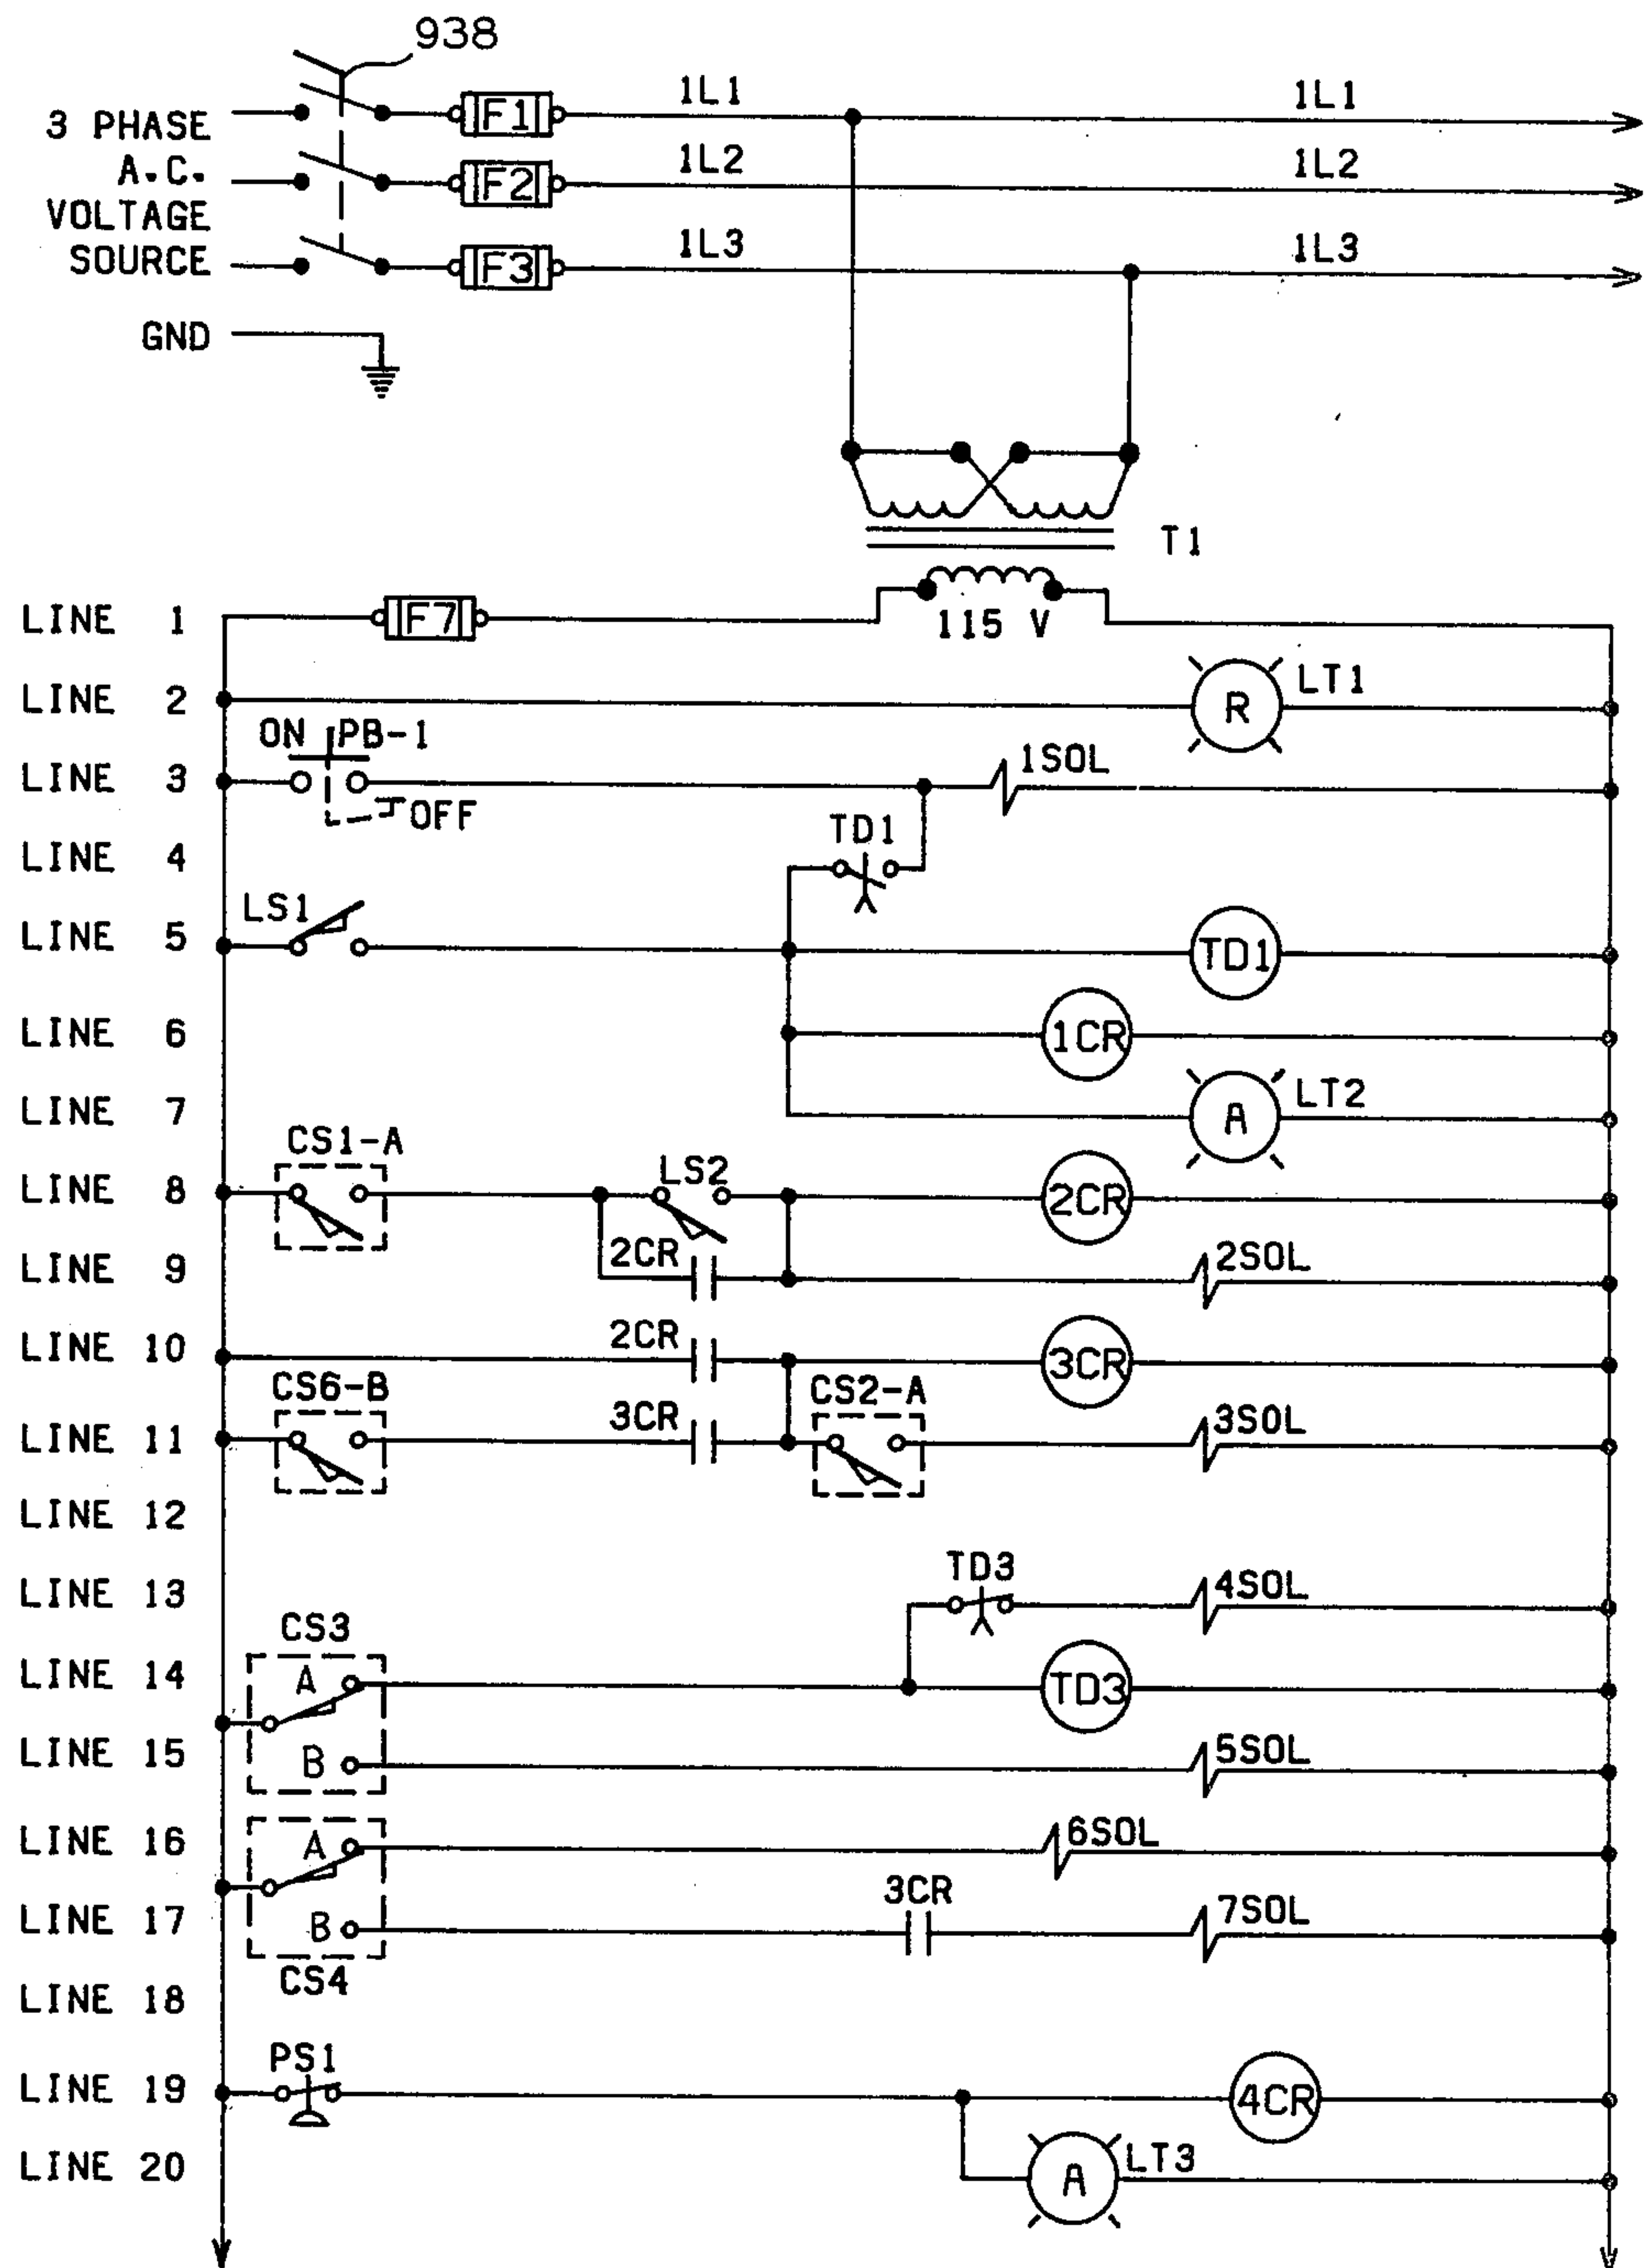 938
3 PHASE
A.C.
VOLTAGE
SOURCE
GND
F1 1L1 1L1
F2 1L2 1L2
F3 1L3 1L3
T1
LINE 1 F7 115 V
LINE 2 R LT1
ON PB-1
LINE 3 1SOL
OFF
TD1
LINE 4
LS1
LINE 5 TD1
LINE 6 1CR
LINE 7 A LT2
CS1-A
LINE 8 LS2 2CR
LINE 9 2CR 2SOL
LINE 10 2CR 3CR
CS6-B CS2-A
LINE 11 3CR 3SOL
LINE 12
TD3
LINE 13 4SOL
CS3
LINE 14 A TD3
LINE 15 B 5SOL
LINE 16 A 6SOL
3CR
LINE 17 B 7SOL
CS4
LINE 18
PS1
LINE 19 4CR
LINE 20 A LT3